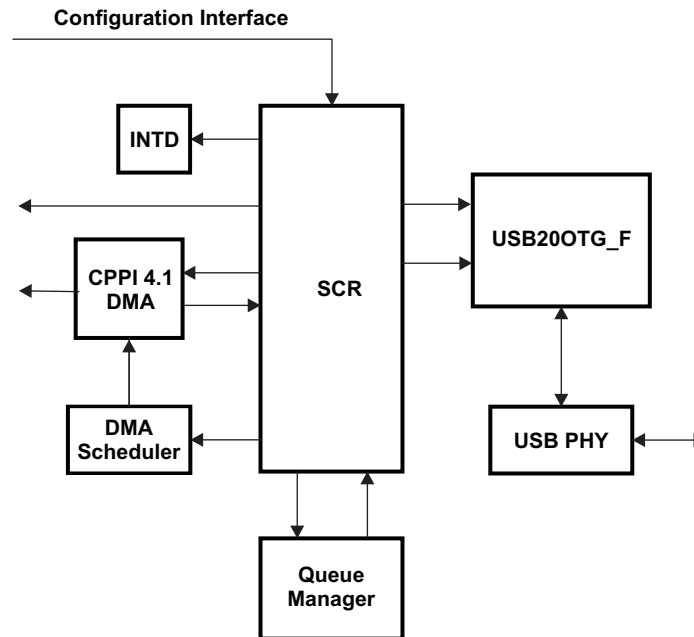 Configuration Interface
INTD
CPPI 4.1
DMA
SCR
USB20OTG_F
DMA
Scheduler
USB PHY
Queue
Manager